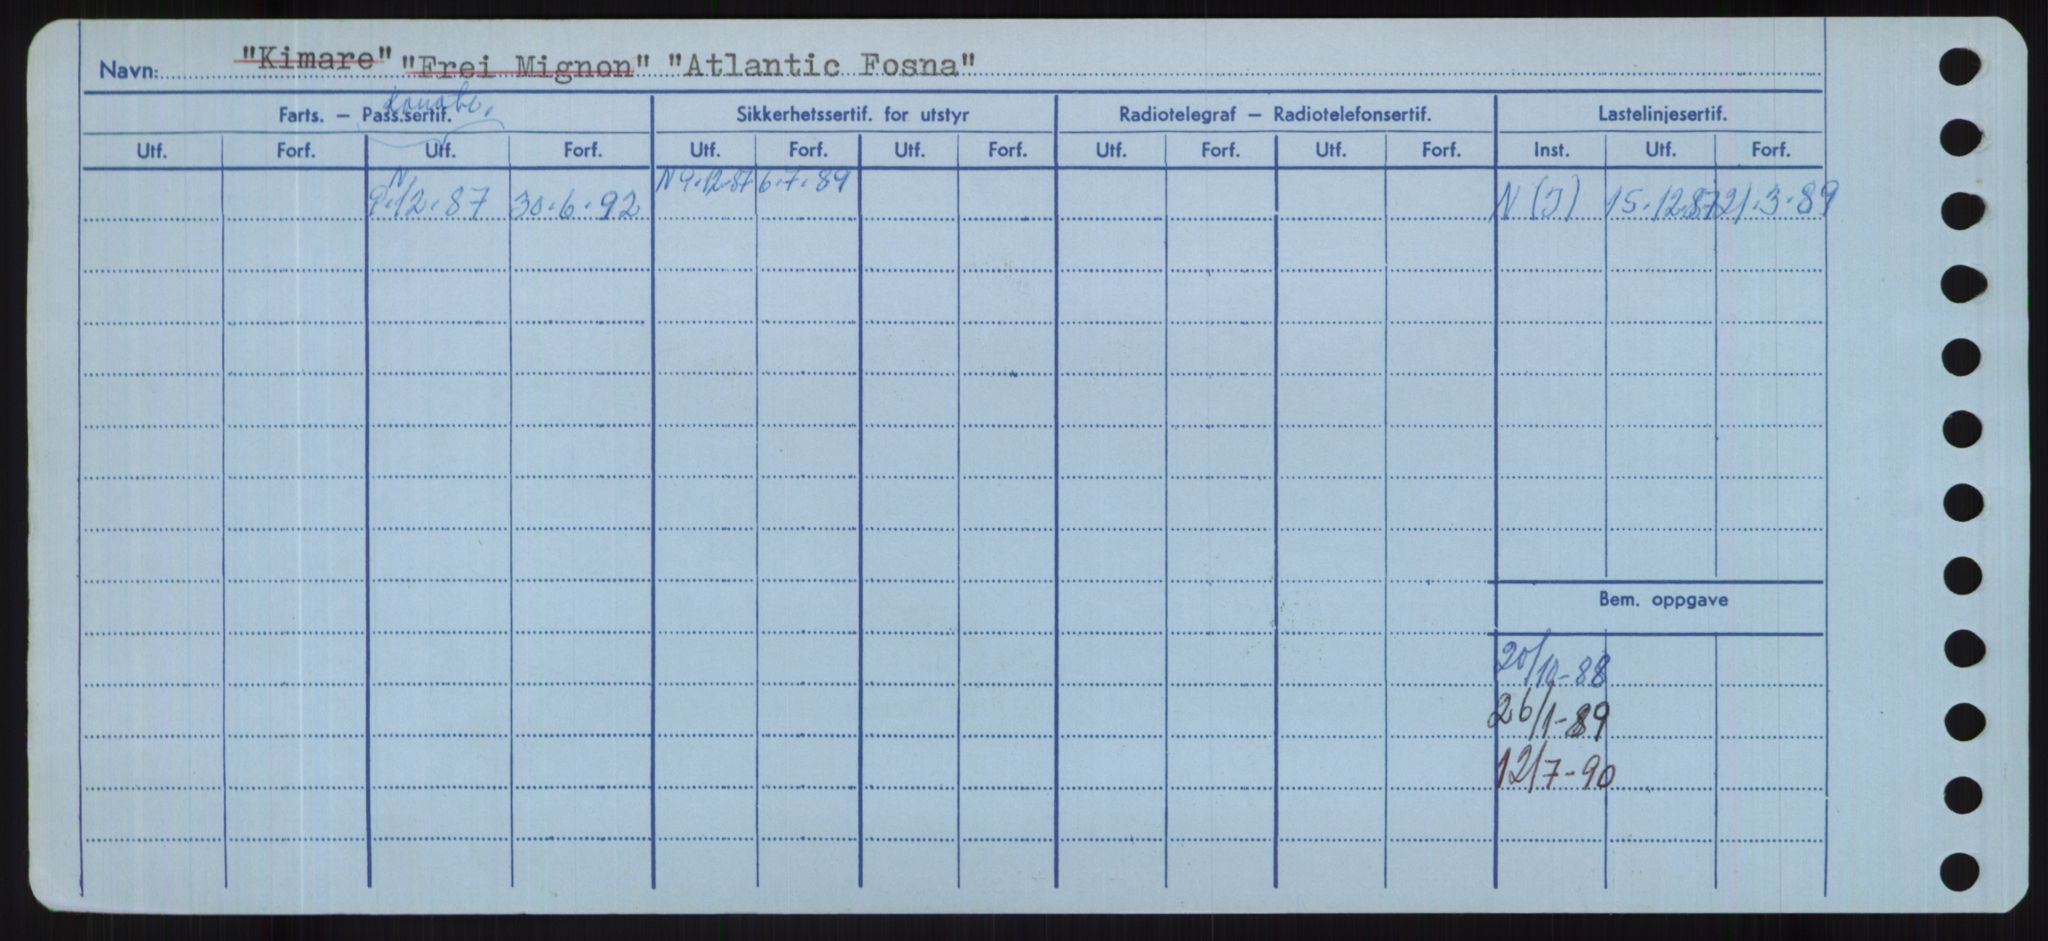 Navn: "Kimare" "Frei Mignon" "Atlantic Fosna"
Farts. – Pass.sertif. Sikkerhetssertif. for utstyr Radiotelegraf – Radiotelefonsertif. Lastelinjesertif.
Utf. Forf. Utf. Forf. Utf. Forf. Utf. Forf. Utf. Forf. Utf. Forf. Inst. Utf. Forf.
N 9.12.87 30.6.92 N 9.12.87 6.7.89 N (J) 15.12.87 21.3.89
Bem. oppgave
20/10-88
26/1-89
12/7-90